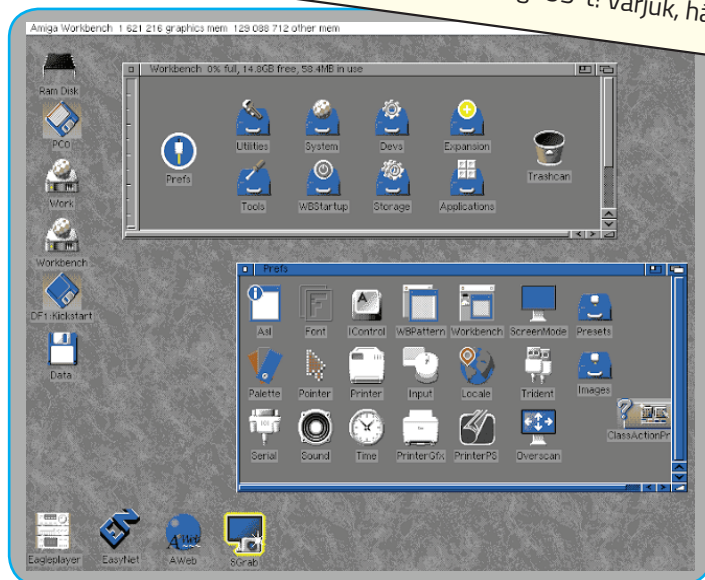 OS-t! Várjuk, há
Amiga Workbench 1 621 216 graphics mem 129 088 712 other mem
Ram Disk
PC0
Work
Workbench
DF1:Kickstart
Data
Workbench 0% full, 14.8GB free, 58.4MB in use
Prefs
Utilities System Devs Expansion
Tools WBStartup Storage Applications
Trashcan
Prefs
Asl Font IControl WBPattern Workbench ScreenMode Presets
Palette Pointer Printer Input Locale Trident Images
Serial Sound Time PrinterGfx PrinterPS Overscan
ClassActionPr
Eagleplayer EasyNet AWeb SGrab